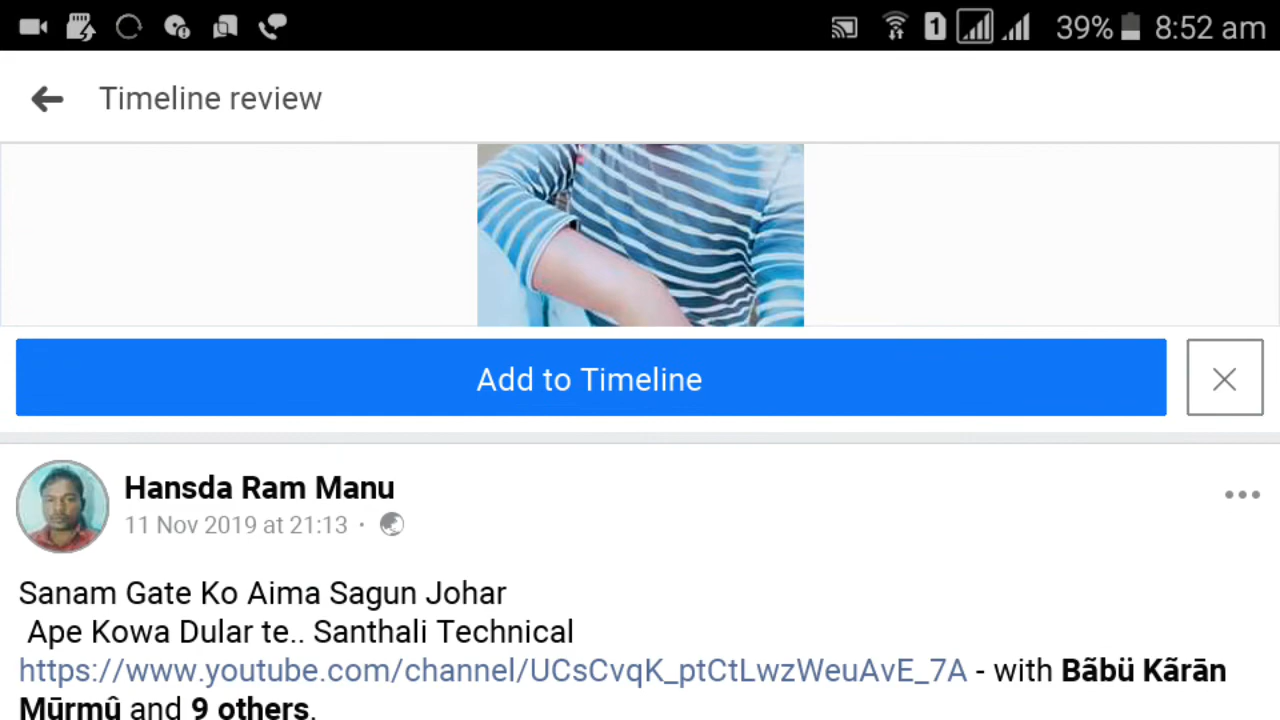 1 39% 8:52 am
Timeline review
Add to Timeline
Hansda Ram Manu
11 Nov 2019 at 21:13 ·
Sanam Gate Ko Aima Sagun Johar
Ape Kowa Dular te.. Santhali Technical
https://www.youtube.com/channel/UCsCvqK_ptCtLwzWeuAvE_7A - with Bãbü Kãrān
Mūrmû and 9 others.